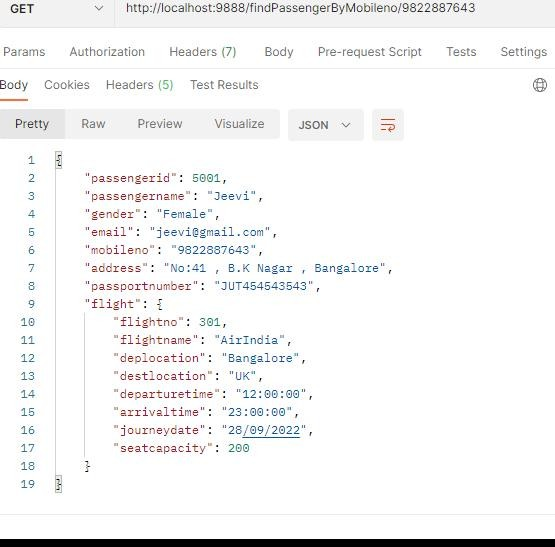 GET http://localhost:9888/findPassengerByMobileno/9822887643
Params Authorization Headers (7) Body Pre-request Script Tests Settings
Body Cookies Headers (5) Test Results
Pretty Raw Preview Visualize JSON
1 {
2 "passengerid": 5001,
3 "passengername": "Jeevi",
4 "gender": "Female",
5 "email": "jeevi@gmail.com",
6 "mobileno": "9822887643",
7 "address": "No:41 , B.K Nagar , Bangalore",
8 "passportnumber": "JUT454543543",
9 "flight": {
10 "flightno": 301,
11 "flightname": "AirIndia",
12 "deplocation": "Bangalore",
13 "destlocation": "UK",
14 "departuretime": "12:00:00",
15 "arrivaltime": "23:00:00",
16 "journeydate": "28/09/2022",
17 "seatcapacity": 200
18 }
19 }